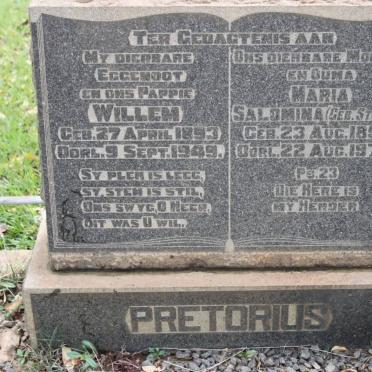 TER GEDAGTENIS AAN
MY DIERBARE
EGGENOOT
EN ONS PAPPIE
WILLEM
GEB. 27 APRIL 1893
OORL. 9 SEPT. 1949.
SY PLEK IS LEEG,
SY STEM IS STIL,
ONS SWYG, O HEER,
DIT WAS U WIL.
ONS DIERBARE
EN OUMA
MARIA
SALOMINA (GEB.
GEB. 23 AUG.
OORL. 22 AUG.
PS. 23
DIE HERE IS
MY HERDER
PRETORIUS